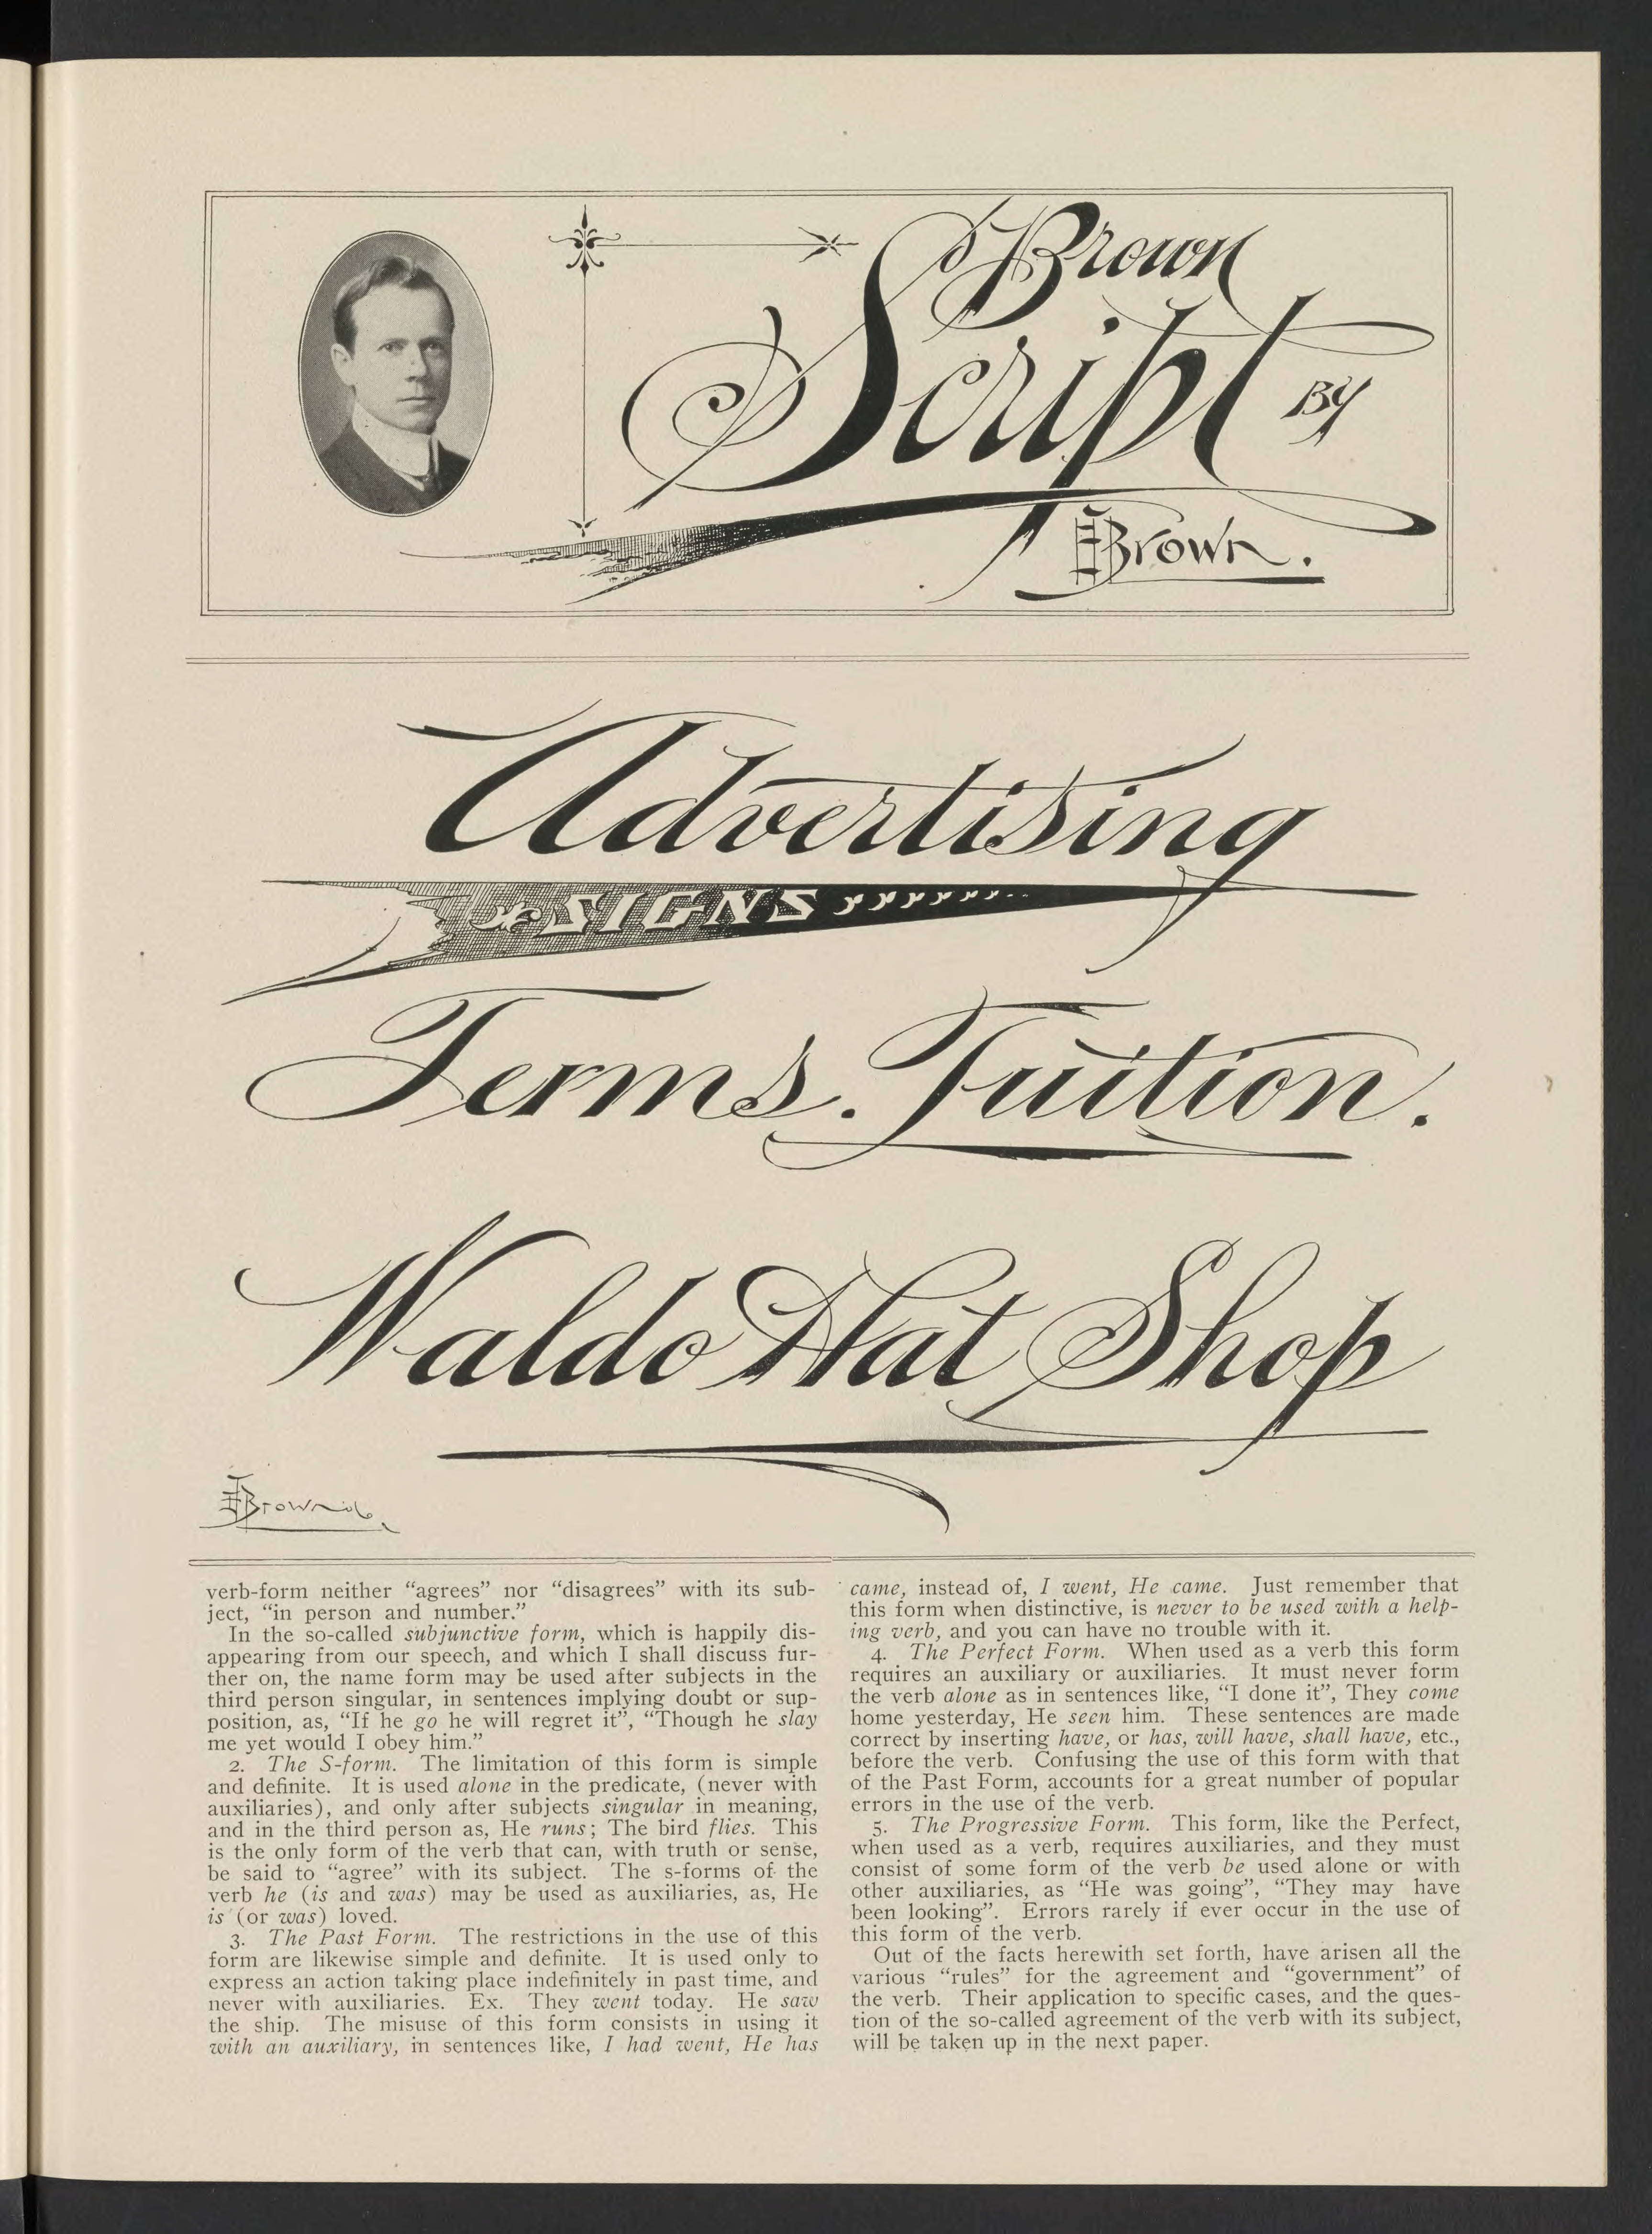 Brown
Script
BY
EBrown.
Advertising
SIGNS
Terms. Tuition.
Waldo Hat Shop
EBrown
verb-form neither “agrees” nor “disagrees” with its sub-
ject, “in person and number.”
In the so-called subjunctive form, which is happily dis-
appearing from our speech, and which I shall discuss fur-
ther on, the name form may be used after subjects in the
third person singular, in sentences implying doubt or sup-
position, as, “If he go he will regret it”, “Though he slay
me yet would I obey him.”
2. The S-form. The limitation of this form is simple
and definite. It is used alone in the predicate, (never with
auxiliaries), and only after subjects singular in meaning,
and in the third person as, He runs; The bird flies. This
is the only form of the verb that can, with truth or sense,
be said to “agree” with its subject. The s-forms of the
verb he (is and was) may be used as auxiliaries, as, He
is (or was) loved.
3. The Past Form. The restrictions in the use of this
form are likewise simple and definite. It is used only to
express an action taking place indefinitely in past time, and
never with auxiliaries. Ex. They went today. He saw
the ship. The misuse of this form consists in using it
with an auxiliary, in sentences like, I had went, He has
came, instead of, I went, He came. Just remember that
this form when distinctive, is never to be used with a help-
ing verb, and you can have no trouble with it.
4. The Perfect Form. When used as a verb this form
requires an auxiliary or auxiliaries. It must never form
the verb alone as in sentences like, “I done it”, They come
home yesterday, He seen him. These sentences are made
correct by inserting have, or has, will have, shall have, etc.,
before the verb. Confusing the use of this form with that
of the Past Form, accounts for a great number of popular
errors in the use of the verb.
5. The Progressive Form. This form, like the Perfect,
when used as a verb, requires auxiliaries, and they must
consist of some form of the verb be used alone or with
other auxiliaries, as “He was going”, “They may have
been looking”. Errors rarely if ever occur in the use of
this form of the verb.
Out of the facts herewith set forth, have arisen all the
various “rules” for the agreement and “government” of
the verb. Their application to specific cases, and the ques-
tion of the so-called agreement of the verb with its subject,
will be taken up in the next paper.